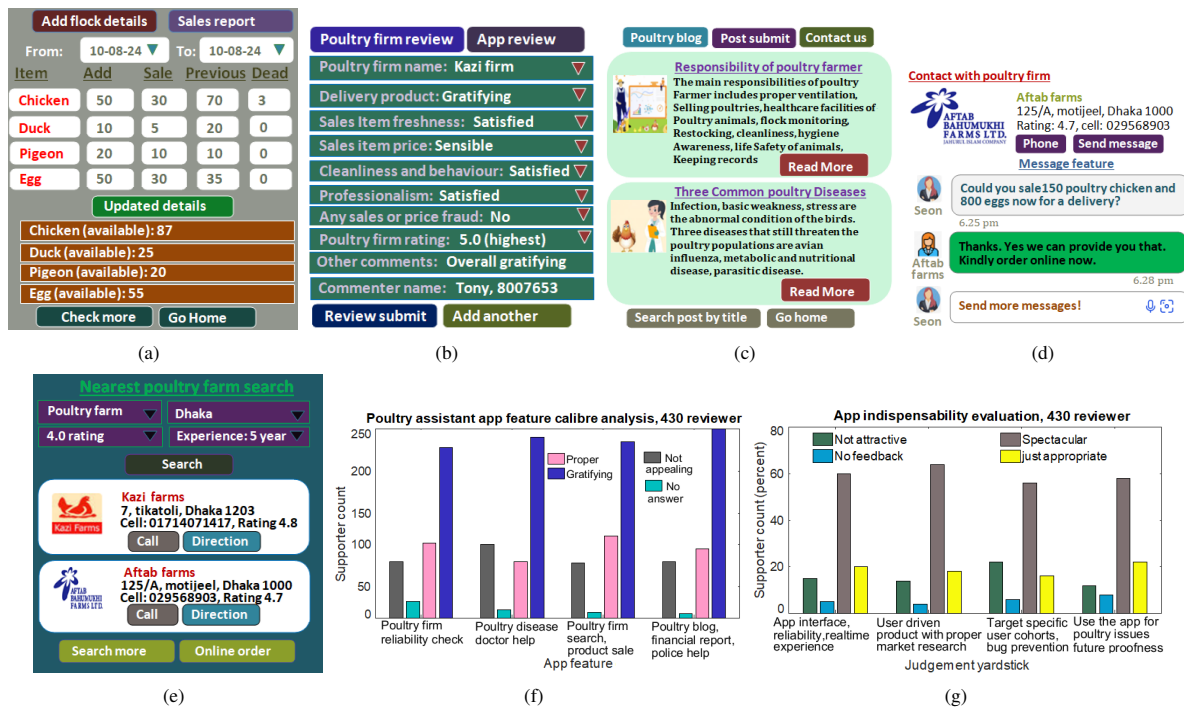 Add flock details Sales report
From: 10-08-24 To: 10-08-24
Item Add Sale Previous Dead
Chicken 50 30 70 3
Duck 10 5 20 0
Pigeon 20 10 10 0
Egg 50 30 35 0
Updated details
Chicken (available): 87
Duck (available): 25
Pigeon (available): 20
Egg (available): 55
Check more Go Home
(a)
Poultry firm review App review
Poultry firm name: Kazi firm
Delivery product: Gratifying
Sales Item freshness: Satisfied
Sales item price: Sensible
Cleanliness and behaviour: Satisfied
Professionalism: Satisfied
Any sales or price fraud: No
Poultry firm rating: 5.0 (highest)
Other comments: Overall gratifying
Commenter name: Tony, 8007653
Review submit Add another
(b)
Poultry blog Post submit Contact us
Responsibility of poultry farmer
The main responsibilities of poultry
Farmer includes proper ventilation,
Selling poultries, healthcare facilities of
Poultry animals, flock monitoring,
Restocking, cleanliness, hygiene
Awareness, life Safety of animals,
Keeping records
Read More
Three Common poultry Diseases
Infection, basic weakness, stress are
the abnormal condition of the birds.
Three diseases that still threaten the
poultry populations are avian
influenza, metabolic and nutritional
disease, parasitic disease.
Read More
Search post by title Go home
(c)
Contact with poultry firm
AFTAB
BAHUMUKHI
FARMS LTD.
JAHURUL ISLAM COMPANY
Aftab farms
125/A, motijeel, Dhaka 1000
Rating: 4.7, cell: 029568903
Phone Send message
Message feature
Seon
Could you sale150 poultry chicken and
800 eggs now for a delivery?
6.25 pm
Aftab
farms
Thanks. Yes we can provide you that.
Kindly order online now.
6.28 pm
Seon
Send more messages!
(d)
Nearest poultry farm search
Poultry farm Dhaka
4.0 rating Experience: 5 year
Search
Kazi Farms
Kazi farms
7, tikatoli, Dhaka 1203
Cell: 01714071417, Rating 4.8
Call Direction
AFTAB
BAHUMUKHI
FARMS LTD.
Aftab farms
125/A, motijeel, Dhaka 1000
Cell: 029568903, Rating 4.7
Call Direction
Search more Online order
(e)
Poultry assistant app feature calibre analysis, 430 reviewer
Supporter count
250
200
150
100
50
0
Proper
Gratifying
Not
appealing
No
answer
Poultry firm
reliability check
Poultry disease
doctor help
Poultry firm
search,
product sale
Poultry blog,
financial report,
police help
App feature
(f)
App indispensability evaluation, 430 reviewer
Supporter count (percent)
80
60
40
20
0
Not attractive
No feedback
Spectacular
just appropriate
App interface,
reliability,realtime
experience
User driven
product with proper
market research
Target specific
user cohorts,
bug prevention
Use the app for
poultry issues
future proofness
Judgement yardstick
(g)